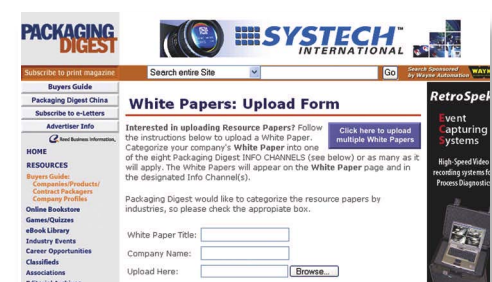 PACKAGING
DIGEST
SYSTECH™
INTERNATIONAL
Subscribe to print magazine
Search entire Site
Go
Search Sponsored
by Wayne Automation
WAYN
Buyers Guide
Packaging Digest China
Subscribe to e-Letters
Advertiser Info
Reed Business Information.
HOME
RESOURCES
Buyers Guide:
Companies/Products/
Contract Packagers
Company Profiles
Online Bookstore
Games/Quizzes
eBook Library
Industry Events
Career Opportunities
Classifieds
Associations
White Papers: Upload Form
Interested in uploading Resource Papers? Follow
the instructions below to upload a White Paper.
Categorize your company's White Paper into one
of the eight Packaging Digest INFO CHANNELS (see below) or as many as it
will apply. The White Papers will appear on the White Paper page and in
the designated Info Channel(s).
Click here to upload
multiple White Papers
Packaging Digest would like to categorize the resource papers by
industries, so please check the appropiate box.
White Paper Title:
Company Name:
Upload Here:
Browse...
RetroSpek
Event
Capturing
Systems
High-Speed Video
recording systems fo
Process Diagnostic